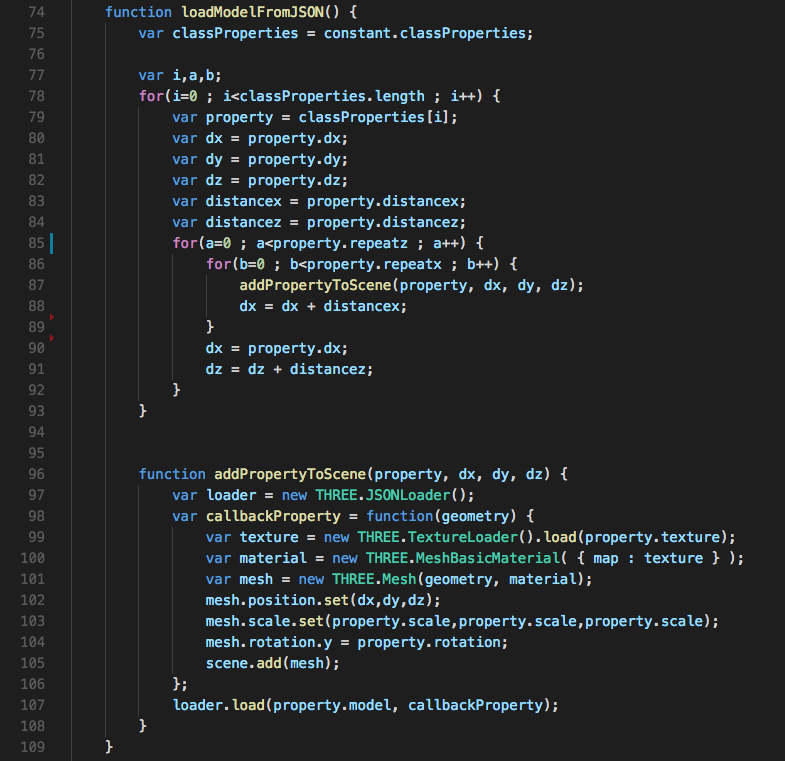 74 function loadModelFromJSON() {
75 var classProperties = constant.classProperties;
76
77 var i,a,b;
78 for(i=0 ; i<classProperties.length ; i++) {
79 var property = classProperties[i];
80 var dx = property.dx;
81 var dy = property.dy;
82 var dz = property.dz;
83 var distancex = property.distancex;
84 var distancez = property.distancez;
85 for(a=0 ; a<property.repeatz ; a++) {
86 for(b=0 ; b<property.repeatx ; b++) {
87 addPropertyToScene(property, dx, dy, dz);
88 dx = dx + distancex;
89 }
90 dx = property.dx;
91 dz = dz + distancez;
92 }
93 }
94
95
96 function addPropertyToScene(property, dx, dy, dz) {
97 var loader = new THREE.JSONLoader();
98 var callbackProperty = function(geometry) {
99 var texture = new THREE.TextureLoader().load(property.texture);
100 var material = new THREE.MeshBasicMaterial( { map : texture } );
101 var mesh = new THREE.Mesh(geometry, material);
102 mesh.position.set(dx,dy,dz);
103 mesh.scale.set(property.scale,property.scale,property.scale);
104 mesh.rotation.y = property.rotation;
105 scene.add(mesh);
106 };
107 loader.load(property.model, callbackProperty);
108 }
109 }